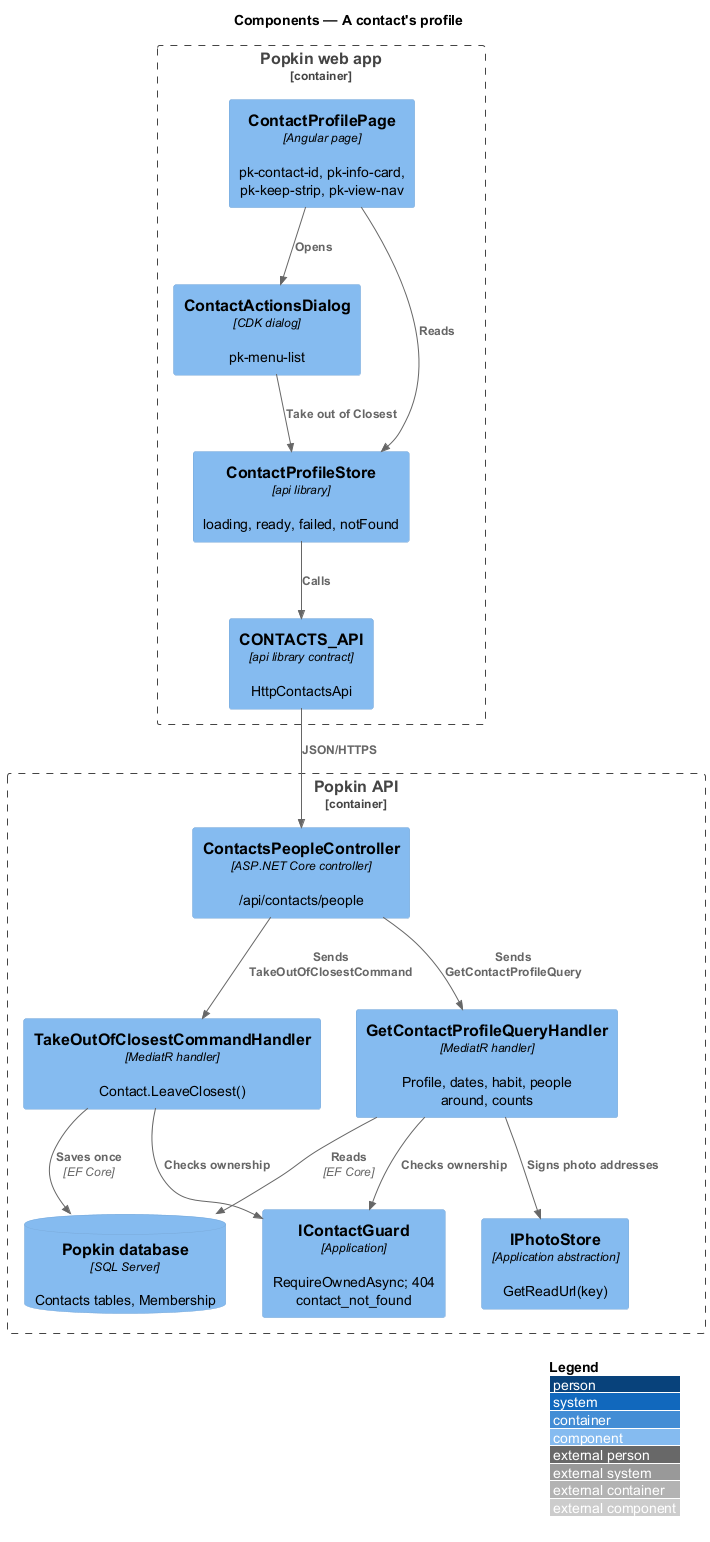 Components — A contact's profile
Popkin web app
[container]
ContactProfilePage
[Angular page]
pk-contact-id, pk-info-card,
pk-keep-strip, pk-view-nav
Opens
ContactActionsDialog
[CDK dialog]
pk-menu-list
Reads
Take out of Closest
ContactProfileStore
[api library]
loading, ready, failed, notFound
Calls
CONTACTS_API
[api library contract]
HttpContactsApi
JSON/HTTPS
Popkin API
[container]
ContactsPeopleController
[ASP.NET Core controller]
/api/contacts/people
Sends
TakeOutOfClosestCommand
Sends
GetContactProfileQuery
TakeOutOfClosestCommandHandler
[MediatR handler]
Contact.LeaveClosest()
GetContactProfileQueryHandler
[MediatR handler]
Profile, dates, habit, people
around, counts
Saves once
[EF Core]
Checks ownership
Reads
[EF Core]
Checks ownership
Signs photo addresses
Popkin database
[SQL Server]
Contacts tables, Membership
IContactGuard
[Application]
RequireOwnedAsync; 404
contact_not_found
IPhotoStore
[Application abstraction]
GetReadUrl(key)
Legend
person
system
container
component
external person
external system
external container
external component